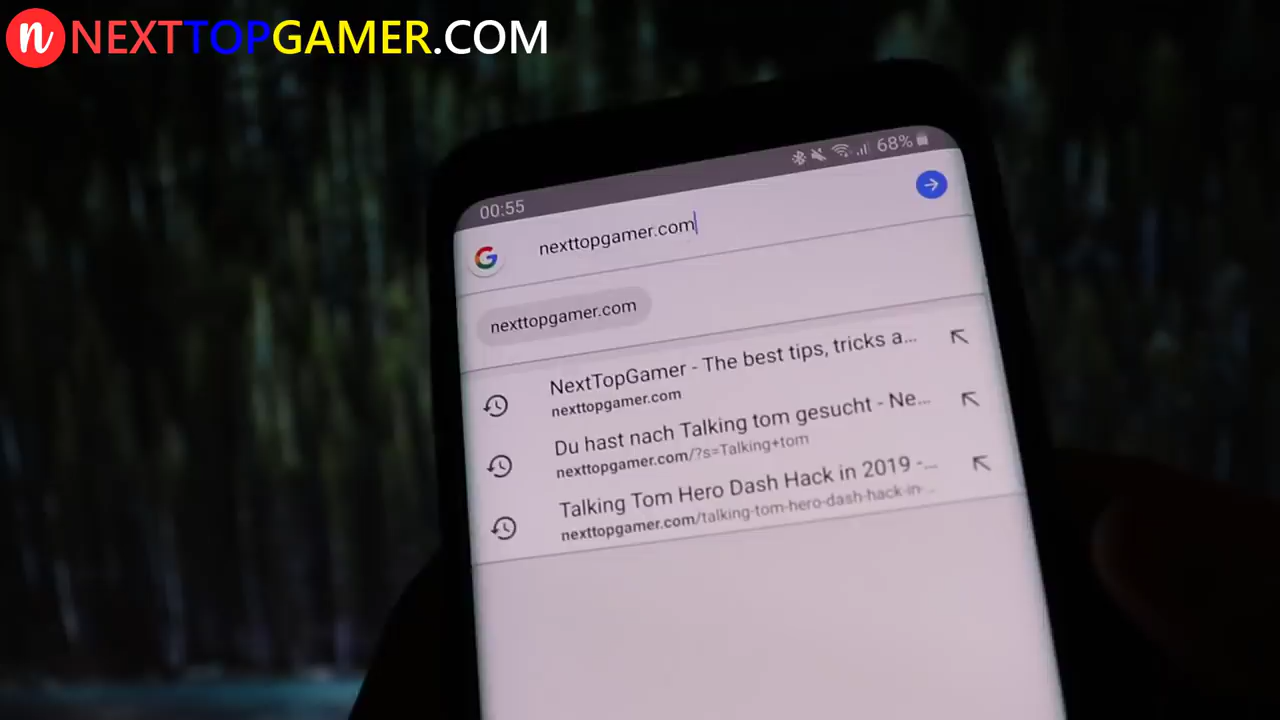 n NEXTTOPGAMER.COM
00:55 68%
nexttopgamer.com
nexttopgamer.com
NextTopGamer - The best tips, tricks a...
nexttopgamer.com
Du hast nach Talking tom gesucht - Ne...
nexttopgamer.com/?s=Talking+tom
Talking Tom Hero Dash Hack in 2019 -...
nexttopgamer.com/talking-tom-hero-dash-hack-in-...